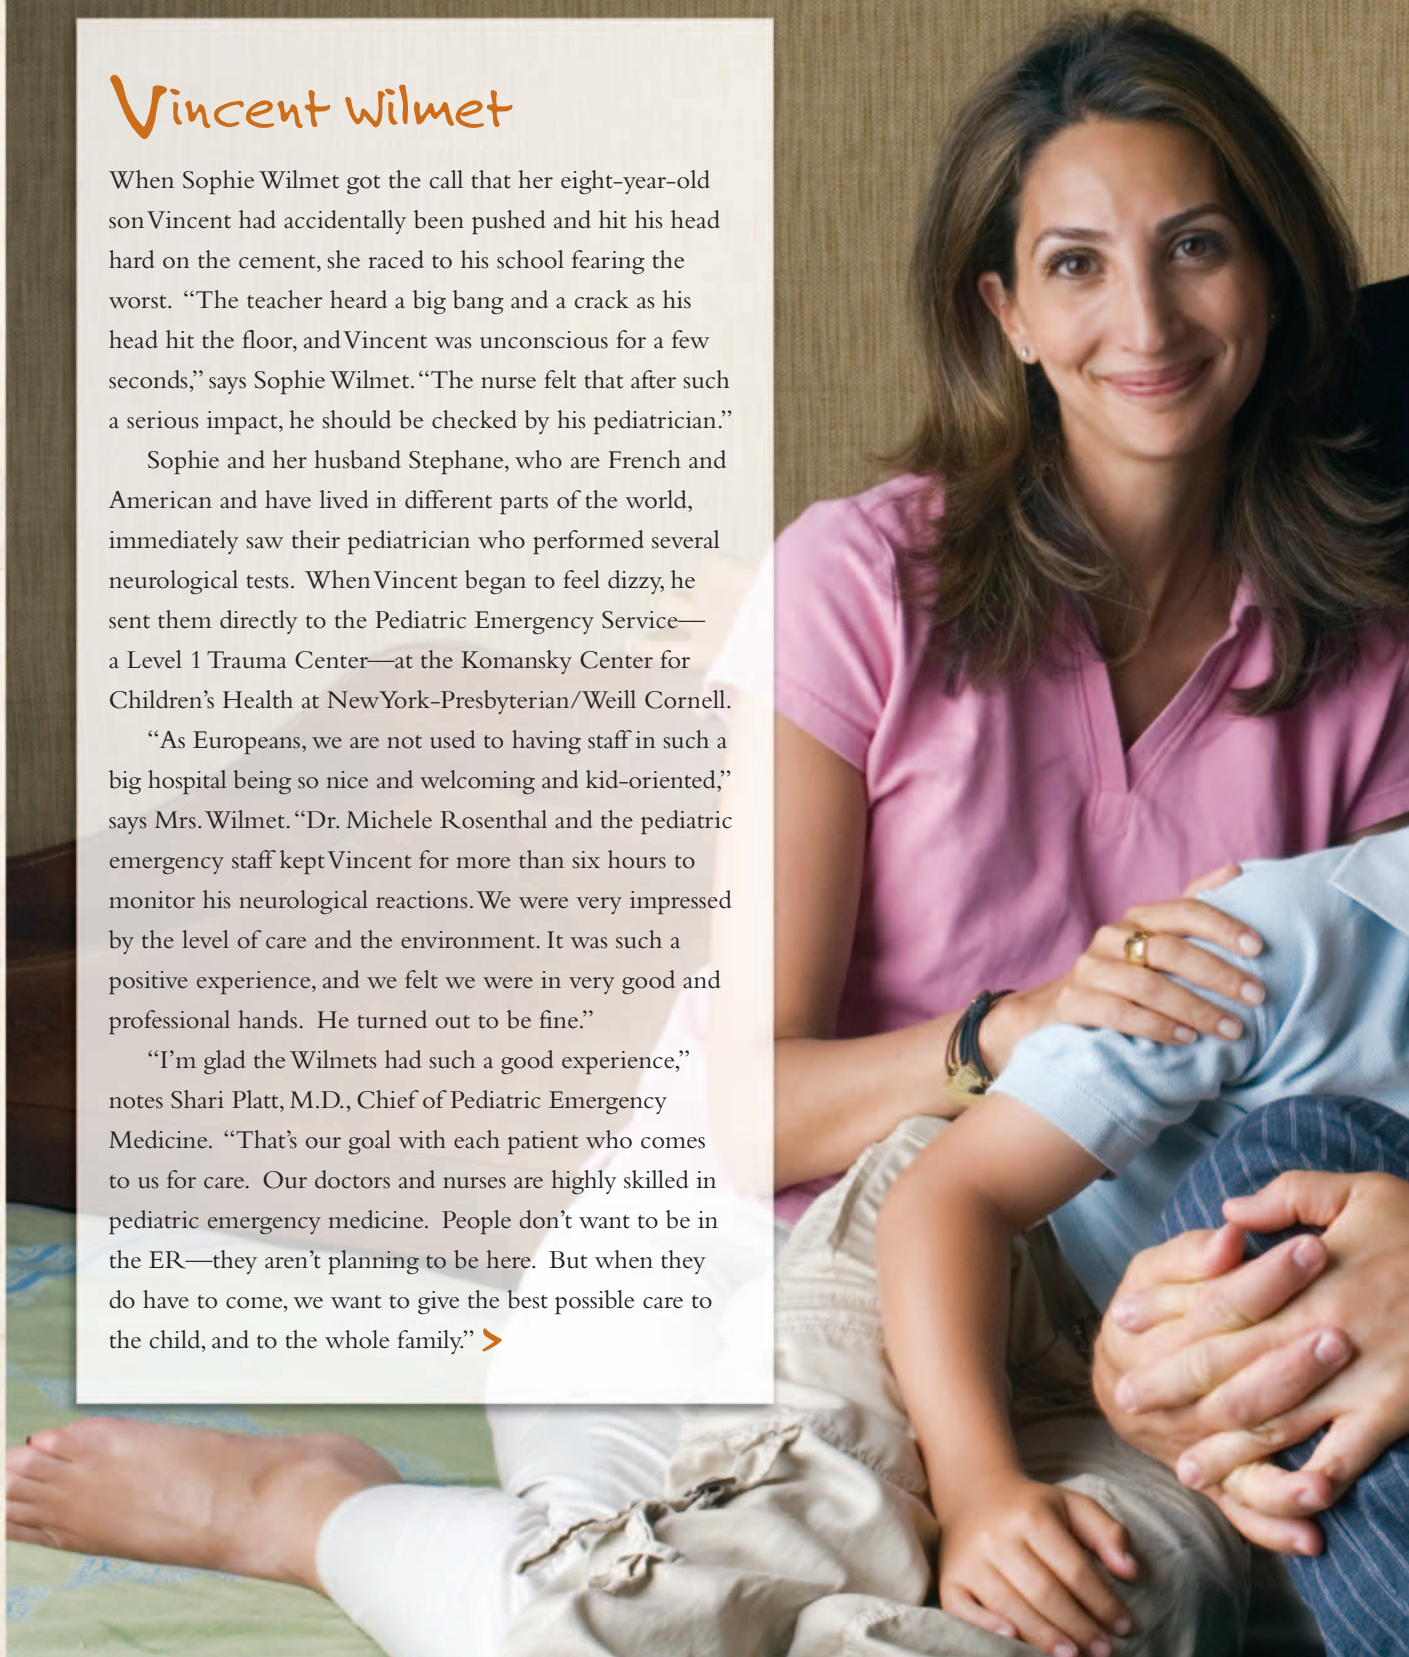 Vincent Wilmet
When Sophie Wilmet got the call that her eight-year-old
son Vincent had accidentally been pushed and hit his head
hard on the cement, she raced to his school fearing the
worst. “The teacher heard a big bang and a crack as his
head hit the floor, and Vincent was unconscious for a few
seconds,” says Sophie Wilmet. “The nurse felt that after such
a serious impact, he should be checked by his pediatrician.”
Sophie and her husband Stephane, who are French and
American and have lived in different parts of the world,
immediately saw their pediatrician who performed several
neurological tests. When Vincent began to feel dizzy, he
sent them directly to the Pediatric Emergency Service—
a Level 1 Trauma Center—at the Komansky Center for
Children’s Health at NewYork-Presbyterian/Weill Cornell.
“As Europeans, we are not used to having staff in such a
big hospital being so nice and welcoming and kid-oriented,”
says Mrs. Wilmet. “Dr. Michele Rosenthal and the pediatric
emergency staff kept Vincent for more than six hours to
monitor his neurological reactions. We were very impressed
by the level of care and the environment. It was such a
positive experience, and we felt we were in very good and
professional hands. He turned out to be fine.”
“I’m glad the Wilmets had such a good experience,”
notes Shari Platt, M.D., Chief of Pediatric Emergency
Medicine. “That’s our goal with each patient who comes
to us for care. Our doctors and nurses are highly skilled in
pediatric emergency medicine. People don’t want to be in
the ER—they aren’t planning to be here. But when they
do have to come, we want to give the best possible care to
the child, and to the whole family.” >